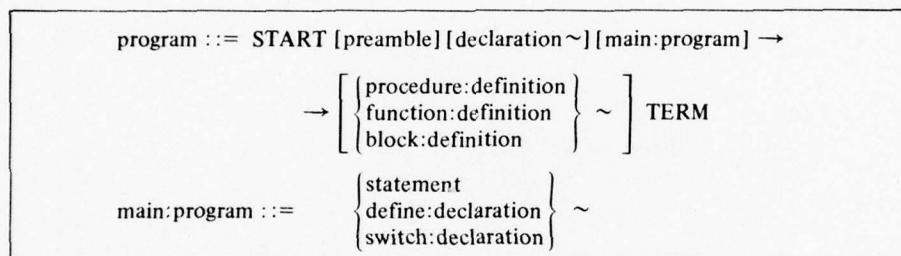 program ::= START [preamble] [declaration~] [main:program] →
→ [ { procedure:definition
function:definition
block:definition } ~ ] TERM
main:program ::= { statement
define:declaration
switch:declaration } ~